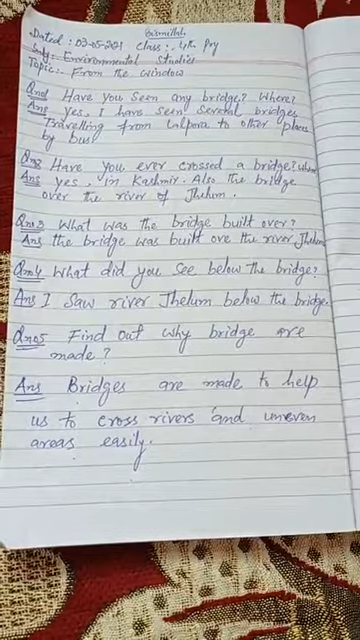 Bismillah
Dated: 03-05-2021 Class:- 4th Pry
Sub:- Environmental Studies
Topic:- From the window
Qno1 Have you Seen any bridge? Where?
Ans Yes, I have seen several bridges
Travelling from Lalpora to other places
by bus
Qno2 Have you ever crossed a bridge? where
Ans yes, in Kashmir. Also the bridge
over the river of Jhelum.
Qno3 What was the bridge built over?
Ans the bridge was built ove the river Jhelum
Qno4 What did you see below the bridge?
Ans I Saw river Jhelum below the bridge.
Qno5 Find out why bridge are
made?
Ans Bridges are made to help
us to cross rivers and uneven
areas easily.